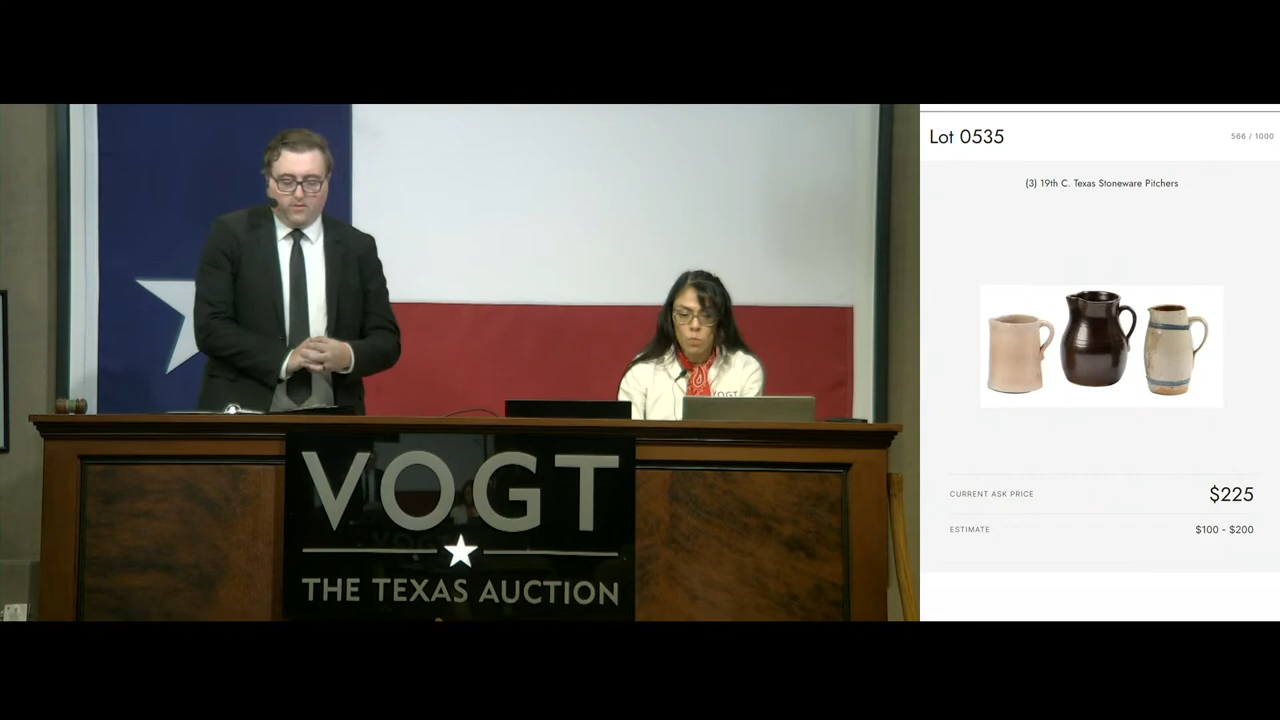 Lot 0535
566 / 1000
(3) 19th C. Texas Stoneware Pitchers
VOGT
CURRENT ASK PRICE
$225
ESTIMATE
$100 - $200
VOGT
THE TEXAS AUCTION